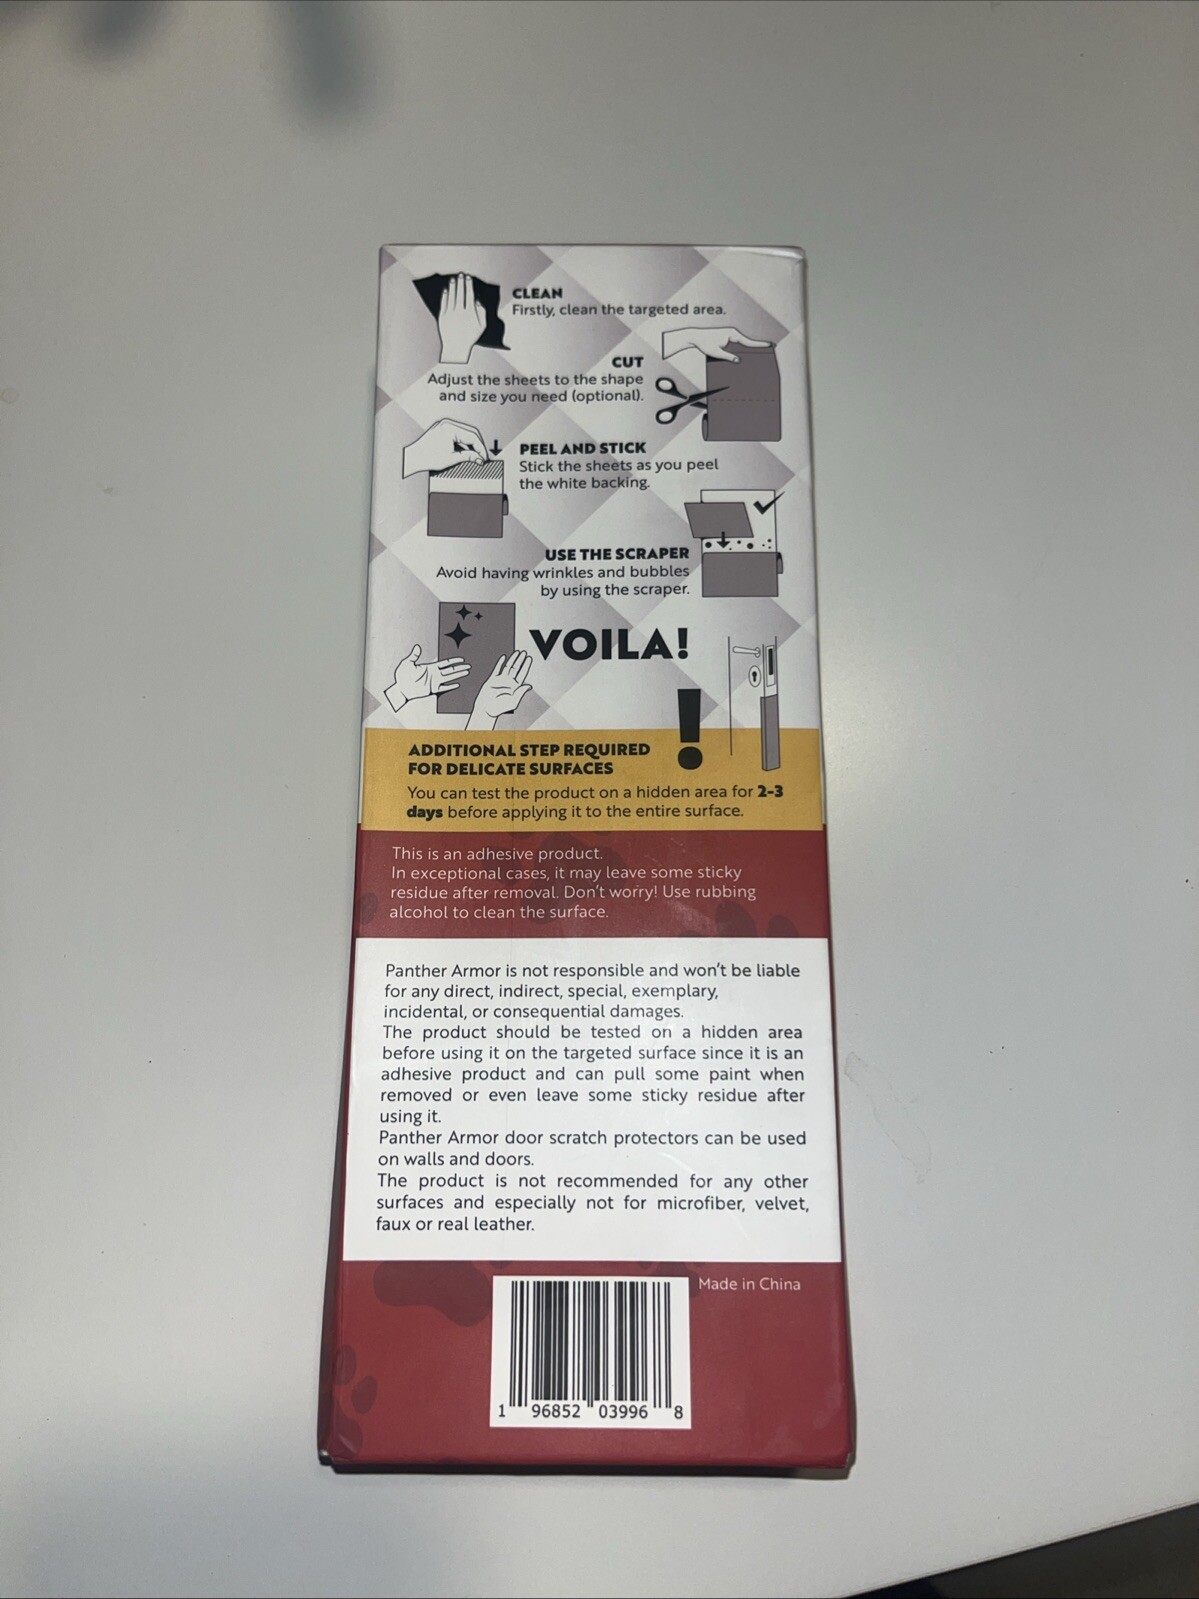 CLEAN
Firstly, clean the targeted area.
CUT
Adjust the sheets to the shape
and size you need (optional).
PEEL AND STICK
Stick the sheets as you peel
the white backing.
USE THE SCRAPER
Avoid having wrinkles and bubbles
by using the scraper.
VOILA!
!
ADDITIONAL STEP REQUIRED
FOR DELICATE SURFACES
You can test the product on a hidden area for 2-3
days before applying it to the entire surface.
This is an adhesive product.
In exceptional cases, it may leave some sticky
residue after removal. Don't worry! Use rubbing
alcohol to clean the surface.
Panther Armor is not responsible and won't be liable
for any direct, indirect, special, exemplary,
incidental, or consequential damages.
The product should be tested on a hidden area
before using it on the targeted surface since it is an
adhesive product and can pull some paint when
removed or even leave some sticky residue after
using it.
Panther Armor door scratch protectors can be used
on walls and doors.
The product is not recommended for any other
surfaces and especially not for microfiber, velvet,
faux or real leather.
Made in China
1 96852 03996 8